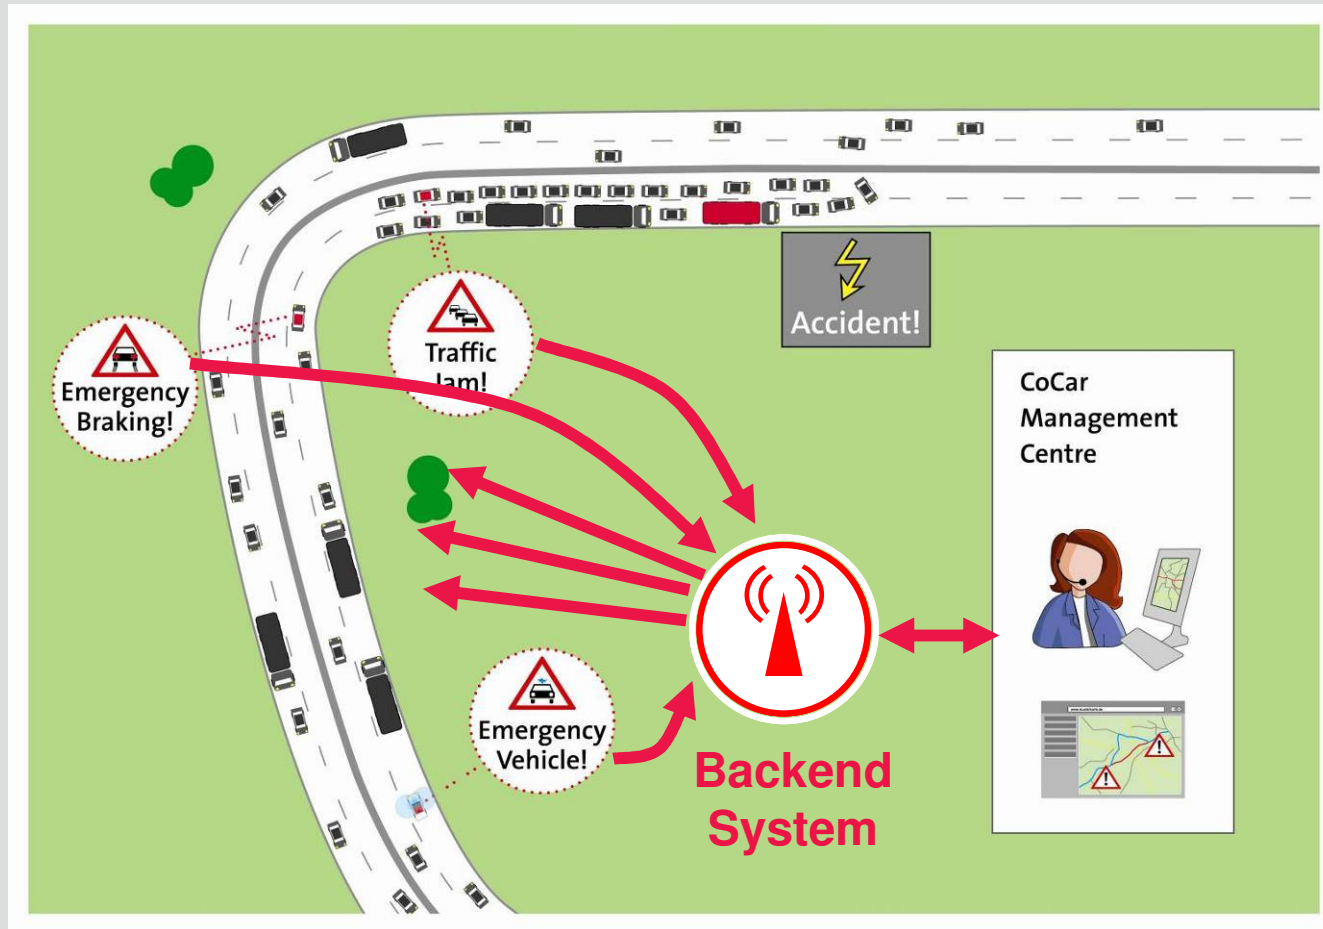 Accident!
Traffic
Jam!
Emergency
Braking!
CoCar
Management
Centre
Emergency
Vehicle!
Backend
System